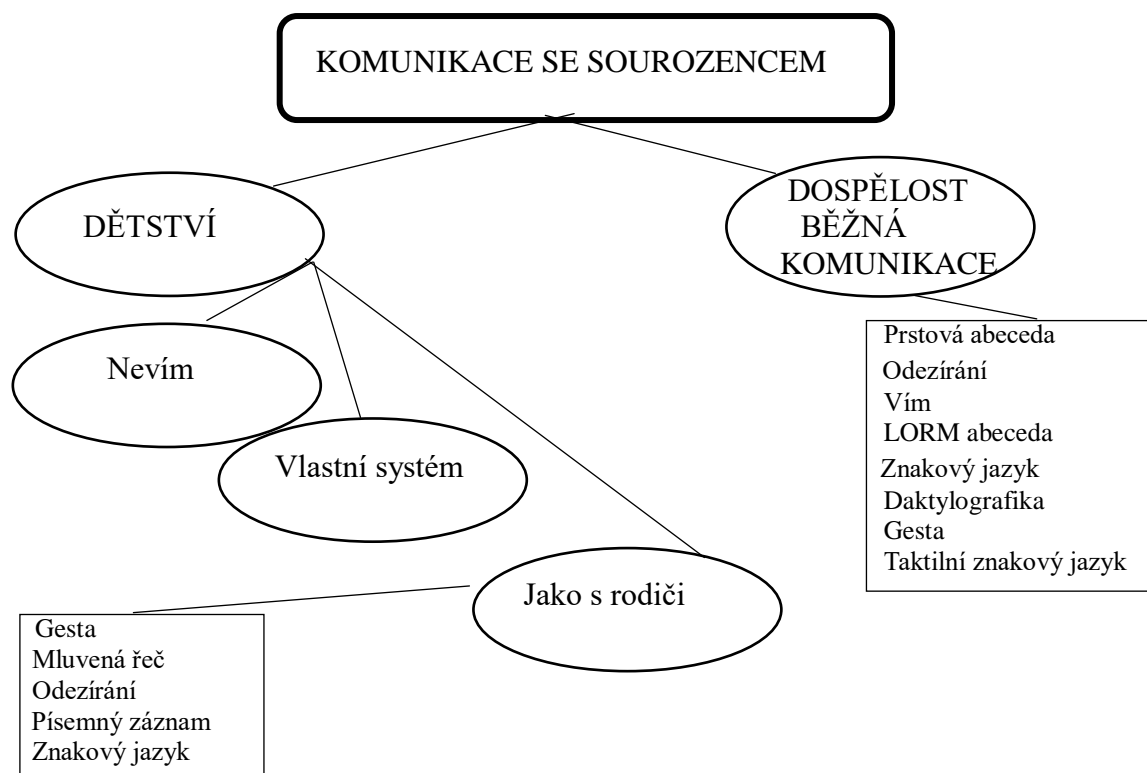 KOMUNIKACE SE SOUROZENCEM
DĚTSTVÍ
DOSPĚLOST
BĚŽNÁ
KOMUNIKACE
Nevím
Vlastní systém
Jako s rodiči
Gesta
Mluvená řeč
Odezírání
Písemný záznam
Znakový jazyk
Prstová abeceda
Odezírání
Vím
LORM abeceda
Znakový jazyk
Daktylografika
Gesta
Taktilní znakový jazyk